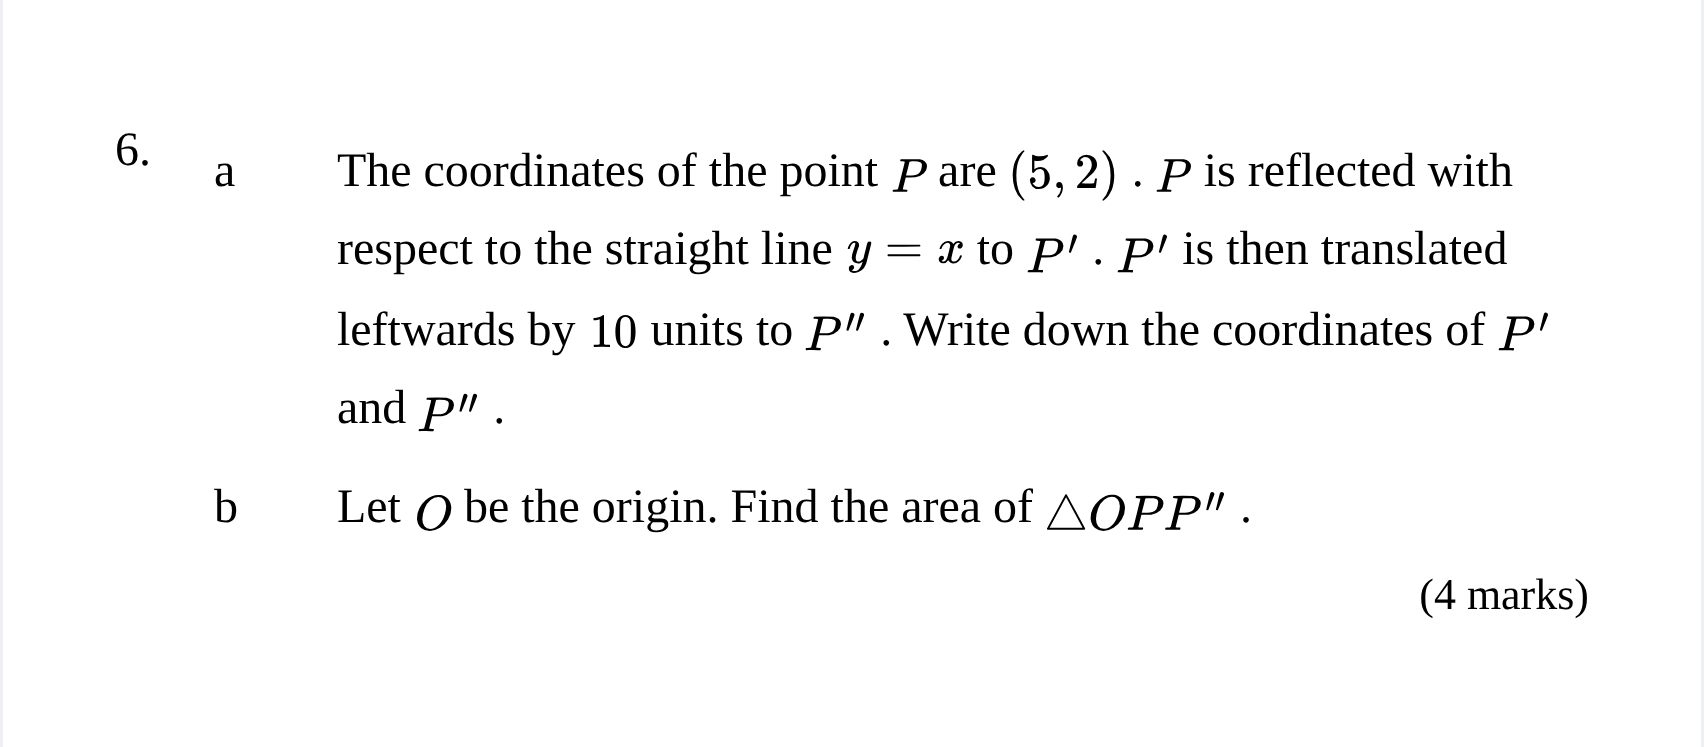 6.
a The coordinates of the point P are (5, 2) . P is reflected with
respect to the straight line y = x to P′ . P′ is then translated
leftwards by 10 units to P″ . Write down the coordinates of P′
and P″ .
b Let O be the origin. Find the area of △OPP″ .
(4 marks)